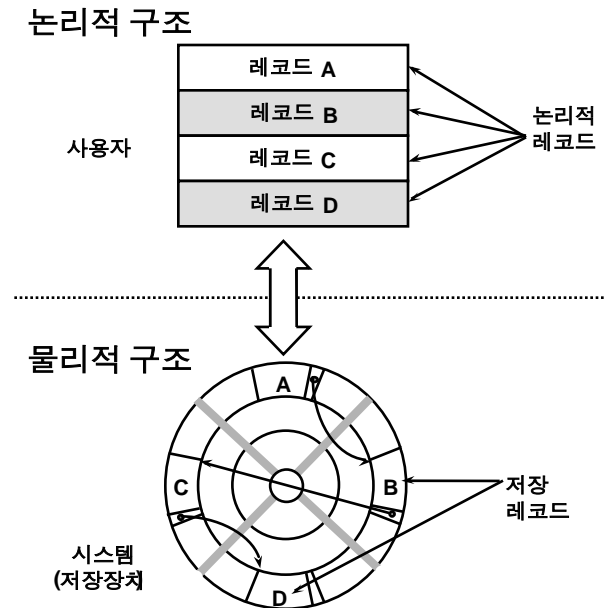 논리적 구조
레코드 A
레코드 B
레코드 C
레코드 D
사용자
논리적
레코드
물리적 구조
A
B
C
D
저장
레코드
시스템
(저장장치)